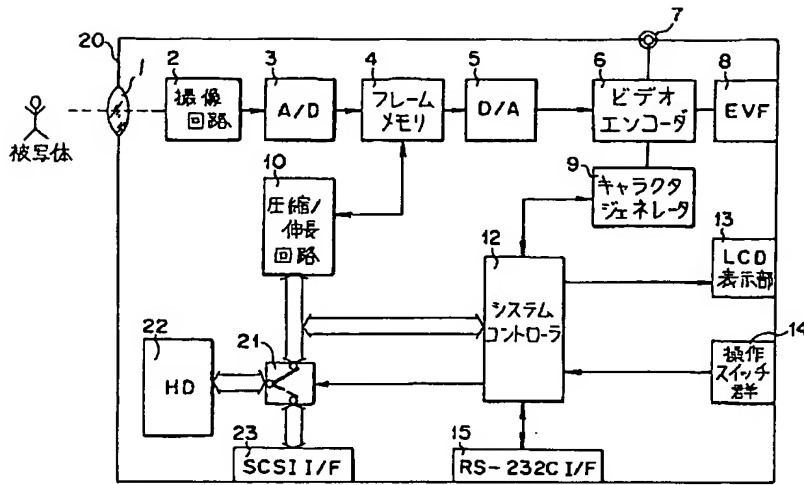 20
1
被写体
2
撮像
回路
3
A/D
4
フレーム
メモリ
5
D/A
6
ビデオ
エンコーダ
7
8
EVF
9
キャラクタ
ジェネレータ
10
圧縮/
伸長
回路
12
システム
コントローラ
13
LCD
表示部
14
操作
スイッチ
群
22
HD
21
23
SCSI I/F
15
RS-232C I/F